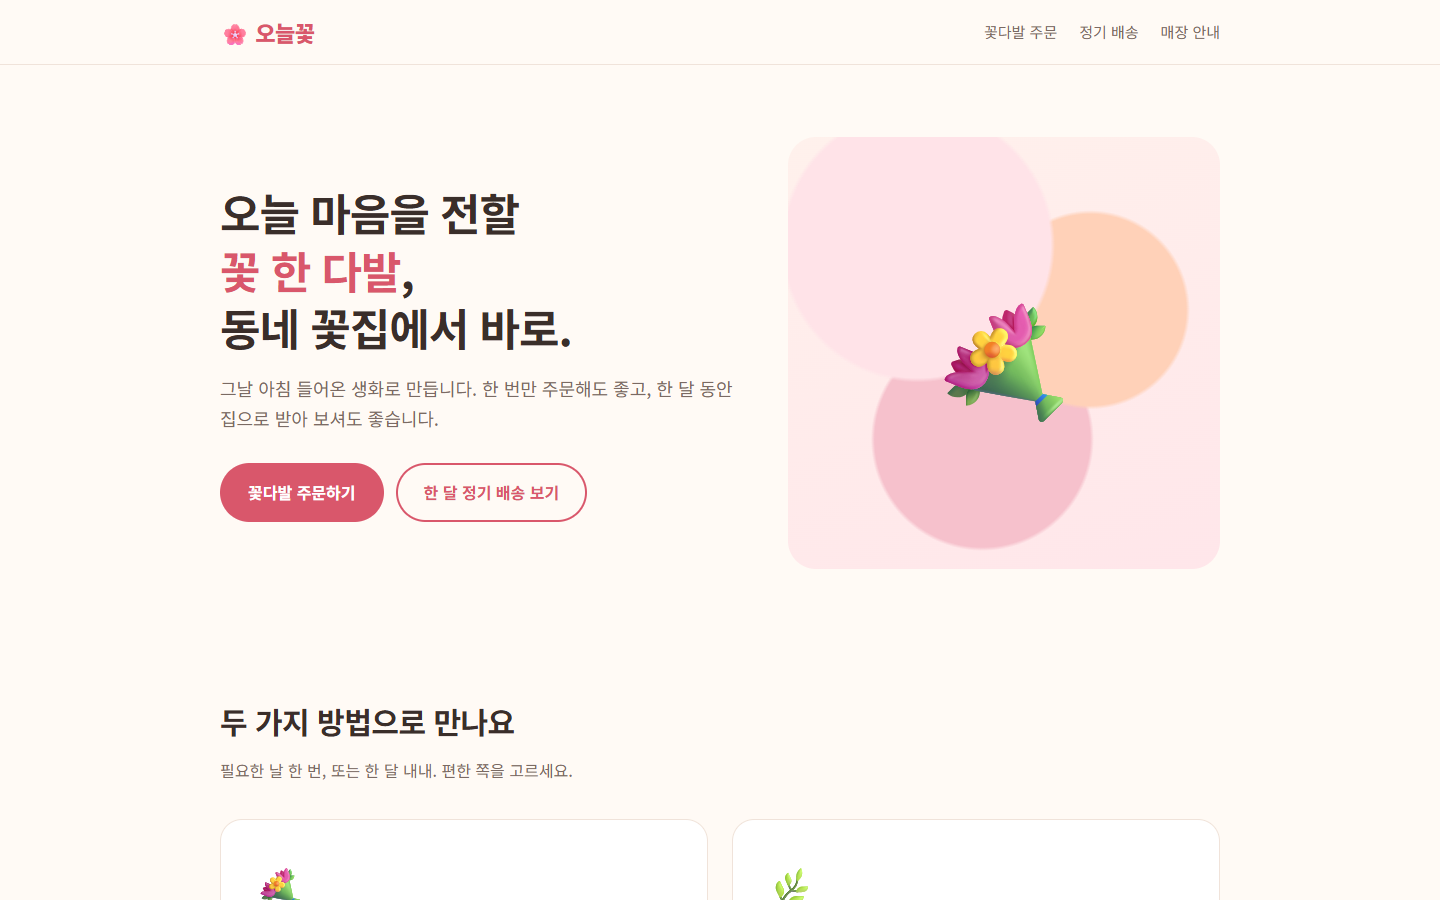 오늘꽃
꽃다발 주문
정기 배송
매장 안내
오늘 마음을 전할
꽃 한 다발,
동네 꽃집에서 바로.
그날 아침 들어온 생화로 만듭니다. 한 번만 주문해도 좋고, 한 달 동안
집으로 받아 보셔도 좋습니다.
꽃다발 주문하기
한 달 정기 배송 보기
두 가지 방법으로 만나요
필요한 날 한 번, 또는 한 달 내내. 편한 쪽을 고르세요.